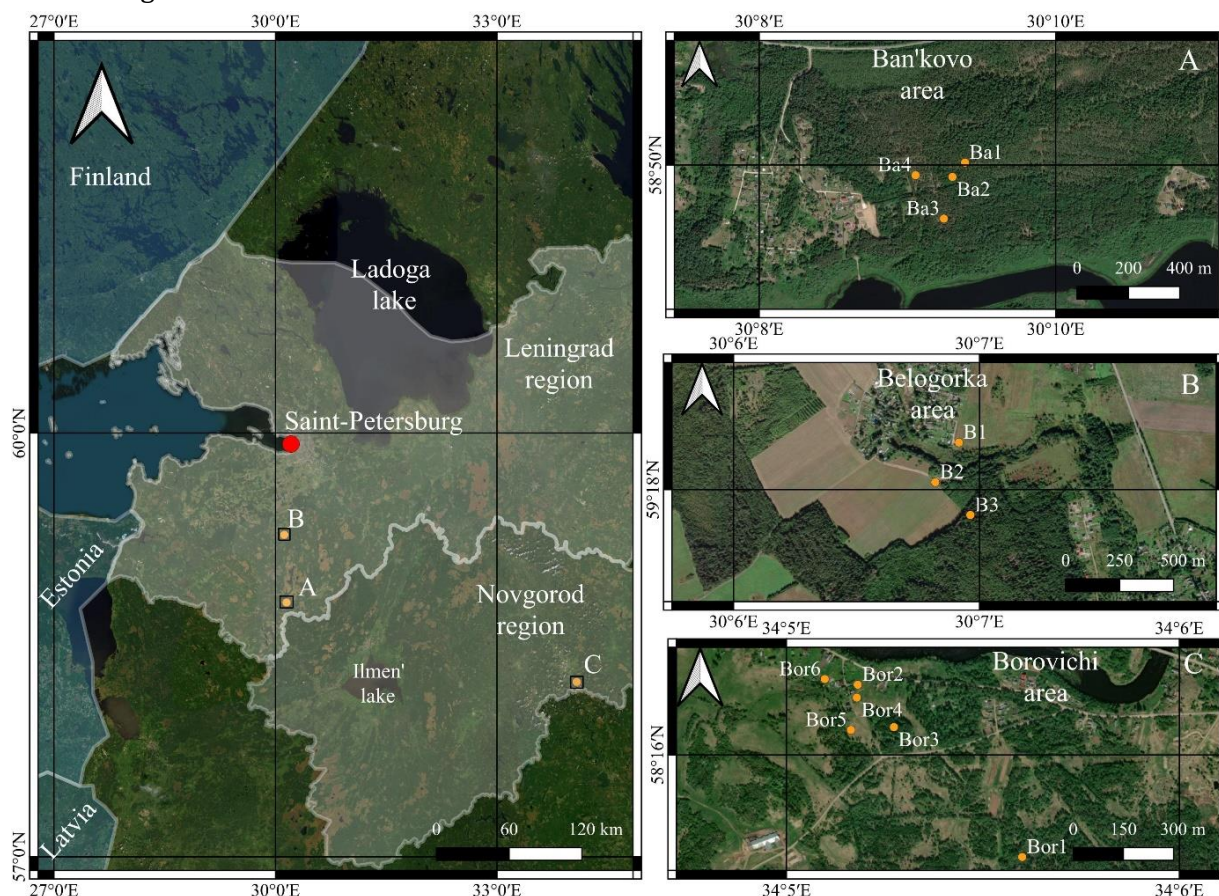 27°0′E
30°0′E
33°0′E
Finland
Ladoga
lake
Leningrad
region
Saint-Petersburg
60°0′N
B
Estonia
A
Novgorod
region
Ilmen'
lake
C
Latvia
0
60
120 km
57°0′N
27°0′E
30°0′E
33°0′E
30°8′E
30°10′E
Ban'kovo
area
A
58°50′N
Ba1
Ba4
Ba2
Ba3
0
200
400 m
30°8′E
30°10′E
30°6′E
30°7′E
Belogorka
area
B
B1
B2
59°18′N
B3
0
250
500 m
30°6′E
30°7′E
34°5′E
34°6′E
Borovichi
area
C
Bor6
Bor2
Bor4
Bor5
Bor3
58°16′N
0
150
300 m
Bor1
34°5′E
34°6′E